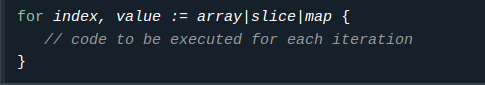 for index, value := array|slice|map {
   // code to be executed for each iteration
}